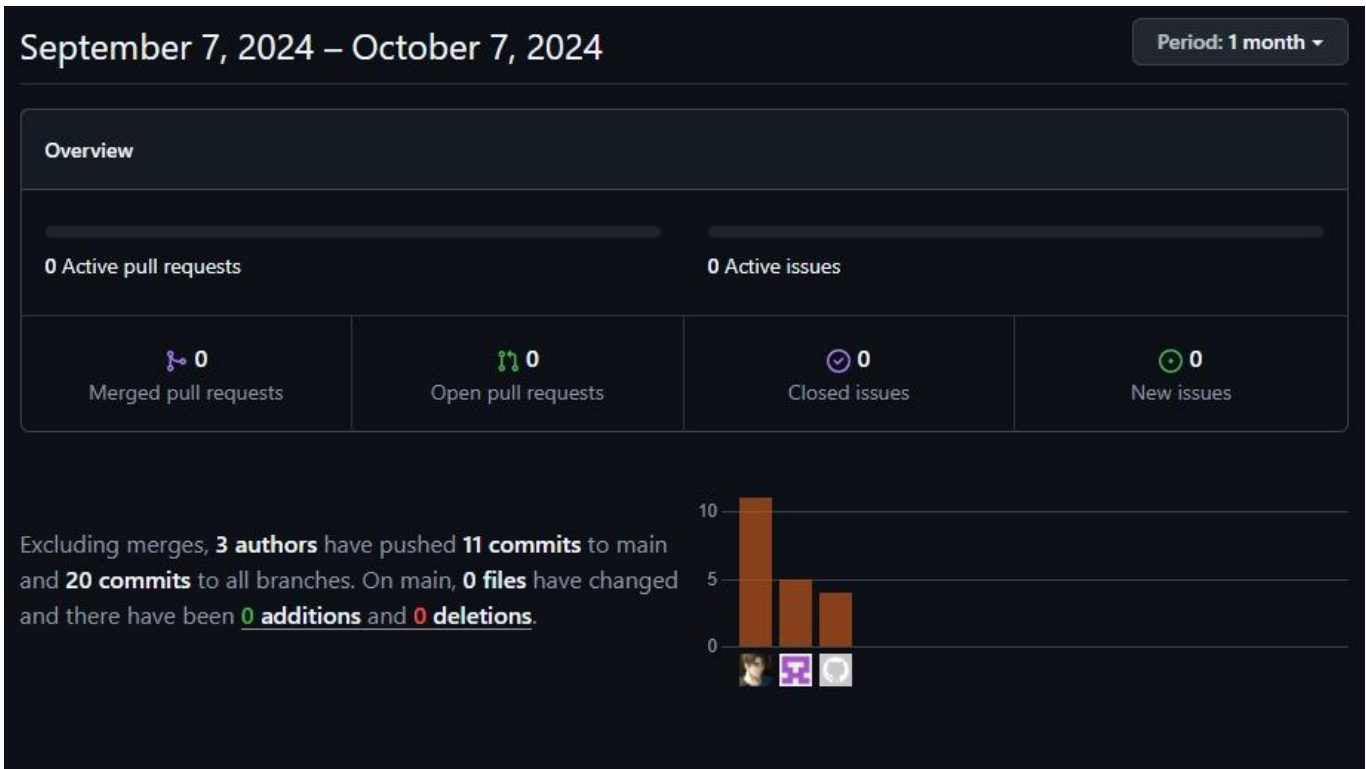 September 7, 2024 – October 7, 2024
Period: 1 month
Overview
0 Active pull requests
0 Active issues
0
Merged pull requests
0
Open pull requests
0
Closed issues
0
New issues
Excluding merges, 3 authors have pushed 11 commits to main
and 20 commits to all branches. On main, 0 files have changed
and there have been 0 additions and 0 deletions.
10
5
0